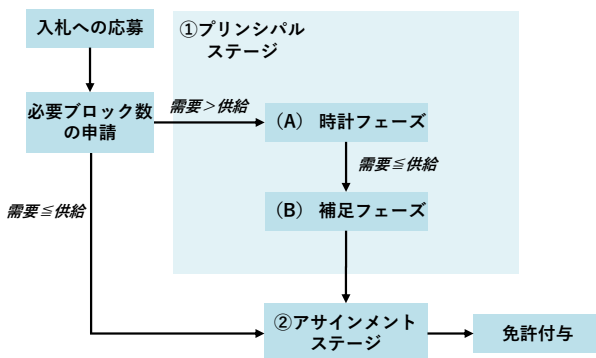 入札への応募
①プリンシパル
ステージ
必要ブロック数
の申請
需要＞供給
（A） 時計フェーズ
需要≦供給
需要≦供給
（B） 補足フェーズ
②アサインメント
ステージ
免許付与